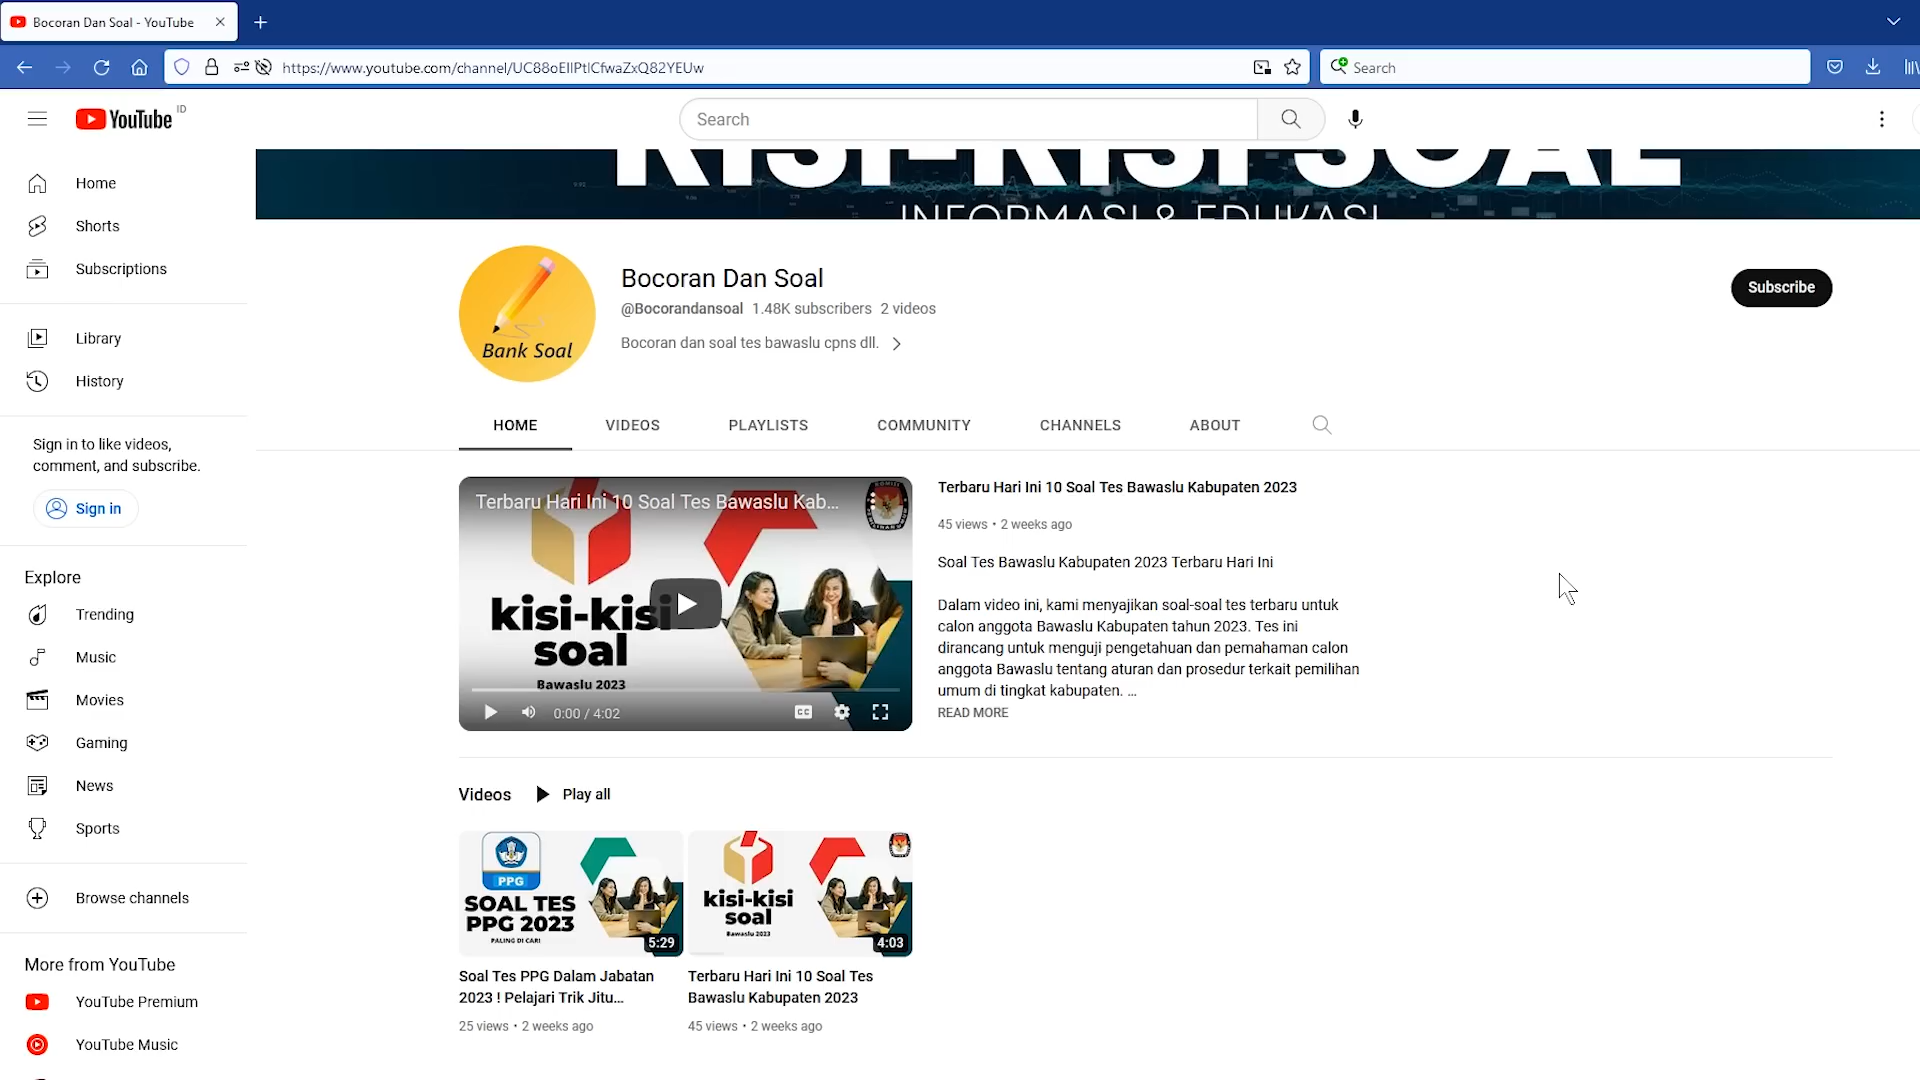 Bocoran Dan Soal - YouTube
https://www.youtube.com/channel/UC88oEIIPtICfwaZxQ82YEUw
Search
YouTube ID
Search
KISI-KISI SOAL
INFORMASI & EDUKASI
Home
Shorts
Subscriptions
Library
History
Sign in to like videos,
comment, and subscribe.
Sign in
Explore
Trending
Music
Movies
Gaming
News
Sports
Browse channels
More from YouTube
YouTube Premium
YouTube Music
Bank Soal
Bocoran Dan Soal
@Bocorandansoal 1.48K subscribers 2 videos
Bocoran dan soal tes bawaslu cpns dll.
Subscribe
HOME VIDEOS PLAYLISTS COMMUNITY CHANNELS ABOUT
Terbaru Hari Ini 10 Soal Tes Bawaslu Kab...
kisi-kisi
soal
Bawaslu 2023
0:00 / 4:02
CC
Terbaru Hari Ini 10 Soal Tes Bawaslu Kabupaten 2023
45 views • 2 weeks ago
Soal Tes Bawaslu Kabupaten 2023 Terbaru Hari Ini
Dalam video ini, kami menyajikan soal-soal tes terbaru untuk
calon anggota Bawaslu Kabupaten tahun 2023. Tes ini
dirancang untuk menguji pengetahuan dan pemahaman calon
anggota Bawaslu tentang aturan dan prosedur terkait pemilihan
umum di tingkat kabupaten. ...
READ MORE
Videos
Play all
PPG
SOAL TES
PPG 2023
PALING DI CARI
5:29
Soal Tes PPG Dalam Jabatan
2023 ! Pelajari Trik Jitu...
25 views • 2 weeks ago
kisi-kisi
soal
Bawaslu 2023
4:03
Terbaru Hari Ini 10 Soal Tes
Bawaslu Kabupaten 2023
45 views • 2 weeks ago